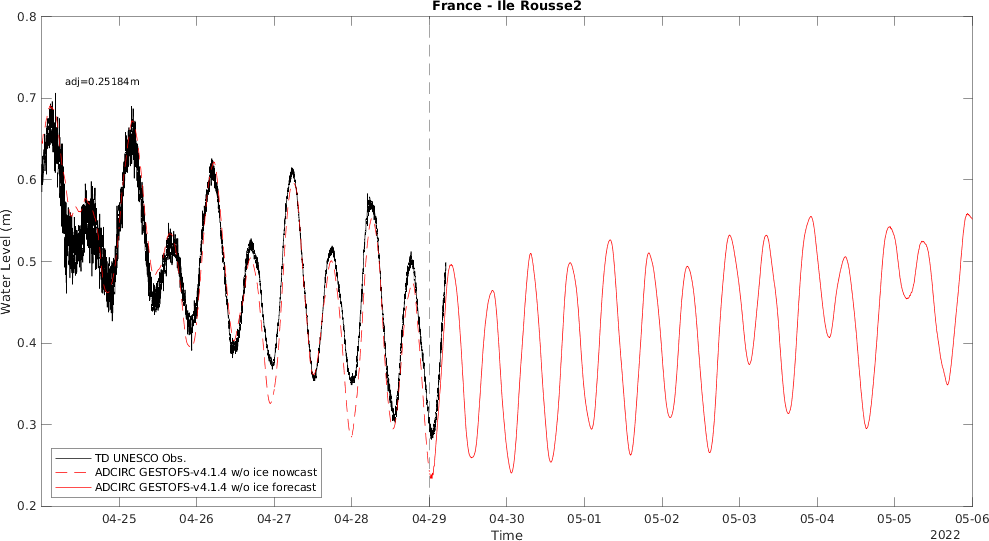 France - Ile Rousse2
adj=0.25184m
0.8
0.7
0.6
0.5
0.4
0.3
0.2
Water Level (m)
TD UNESCO Obs.
ADCIRC GESTOFS-v4.1.4 w/o ice nowcast
ADCIRC GESTOFS-v4.1.4 w/o ice forecast
04-25 04-26 04-27 04-28 04-29 04-30 05-01 05-02 05-03 05-04 05-05 05-06
Time
2022